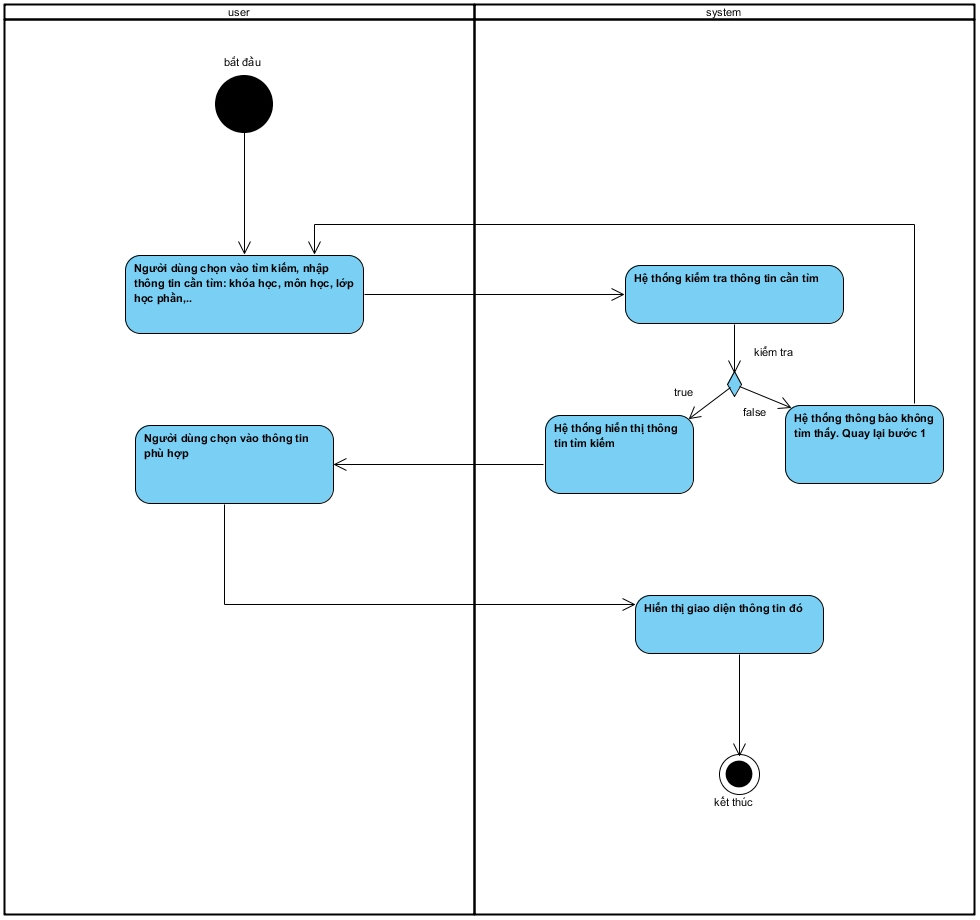 user
system
bắt đầu
Người dùng chọn vào tìm kiếm, nhập
thông tin cần tìm: khóa học, môn học, lớp
học phần,..
Hệ thống kiểm tra thông tin cần tìm
kiểm tra
true
false
Hệ thống hiển thị thông
tin tìm kiếm
Hệ thống thông báo không
tìm thấy. Quay lại bước 1
Người dùng chọn vào thông tin
phù hợp
Hiển thị giao diện thông tin đó
kết thúc